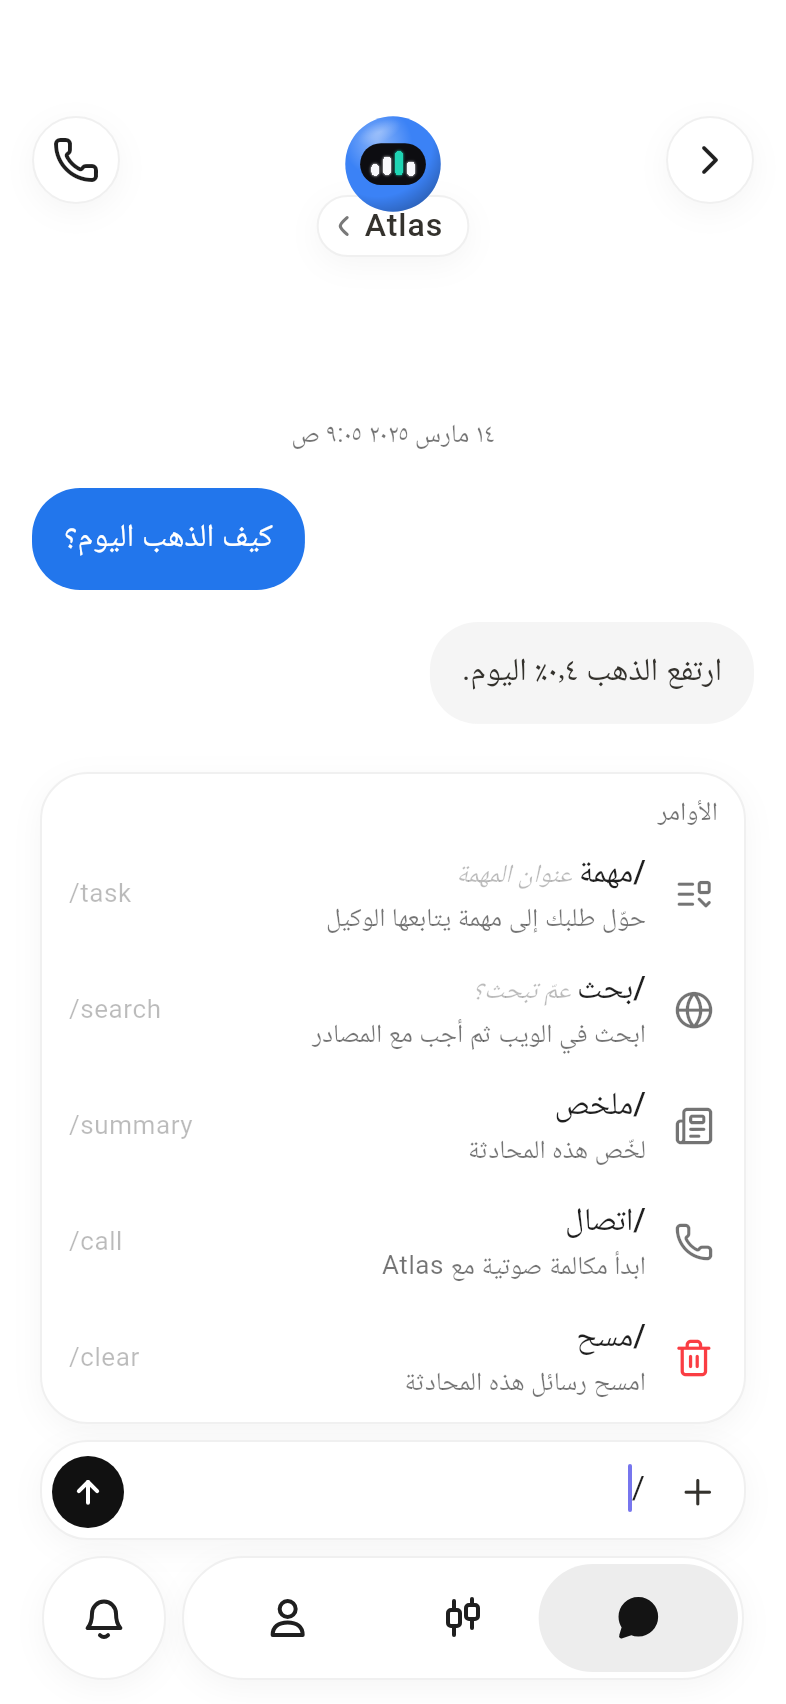 Atlas
١٤ مارس ٢٠٢٥ ٩:٠٥ ص
كيف الذهب اليوم؟
ارتفع الذهب ٠,٤٪ اليوم.
الأوامر
/مهمة عنوان المهمة
/task
حوّل طلبك إلى مهمة يتابعها الوكيل
/بحث عمّ تبحث؟
/search
ابحث في الويب ثم أجب مع المصادر
/ملخص
/summary
لخّص هذه المحادثة
/اتصال
/call
ابدأ مكالمة صوتية مع Atlas
/مسح
/clear
امسح رسائل هذه المحادثة
/